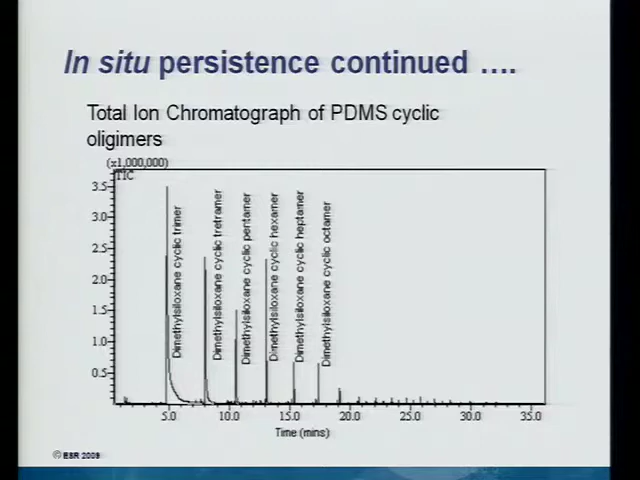 In situ persistence continued ….
Total Ion Chromatograph of PDMS cyclic
oligimers
(x1,000,000)
TIC
3.5
3.0
2.5
2.0
1.5
1.0
0.5
Dimethylsiloxane cyclic trimer
Dimethylsiloxane cyclic tretramer
Dimethylsiloxane cyclic pentamer
Dimethylsiloxane cyclic hexamer
Dimethylsiloxane cyclic heptamer
Dimethylsiloxane cyclic octamer
5.0 10.0 15.0 20.0 25.0 30.0 35.0
Time (mins)
© ESR 2009